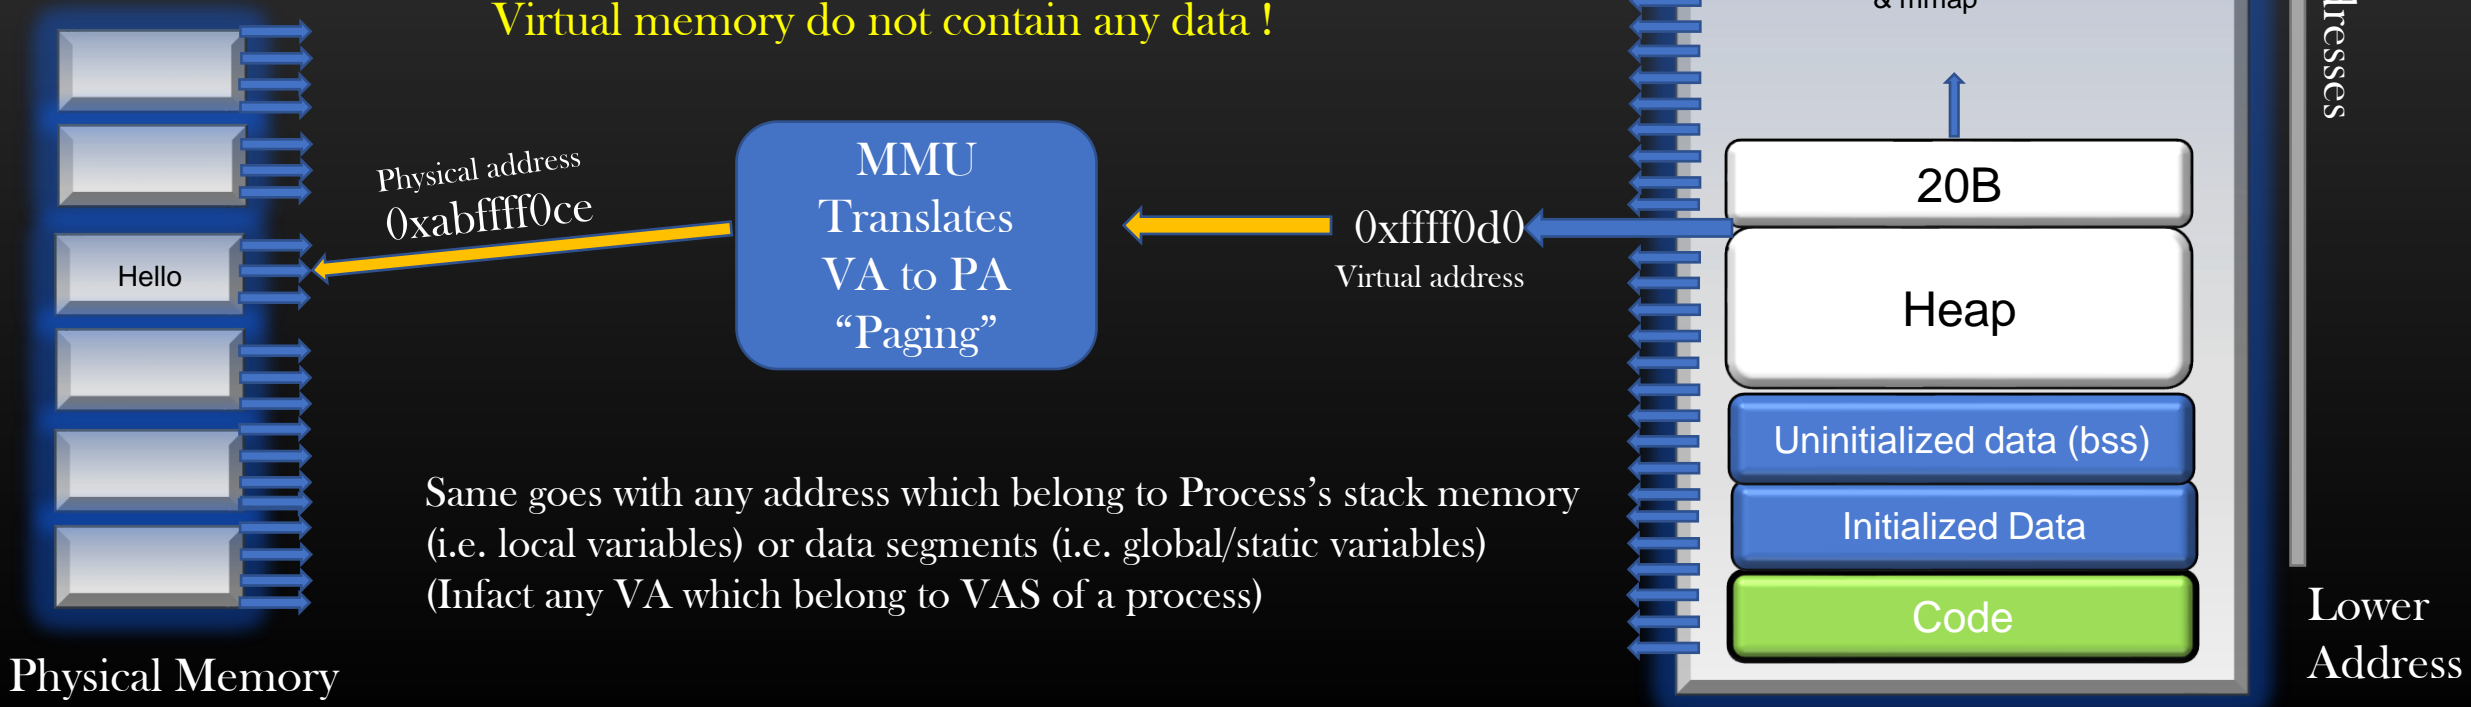 Virtual memory do not contain any data !
& mmap
Physical address
0xabffff0ce
MMU
Translates
VA to PA
“Paging”
0xffff0d0
Virtual address
Hello
20B
Heap
Uninitialized data (bss)
Initialized Data
Code
Same goes with any address which belong to Process’s stack memory
(i.e. local variables) or data segments (i.e. global/static variables)
(Infact any VA which belong to VAS of a process)
Lower
Address
Physical Memory